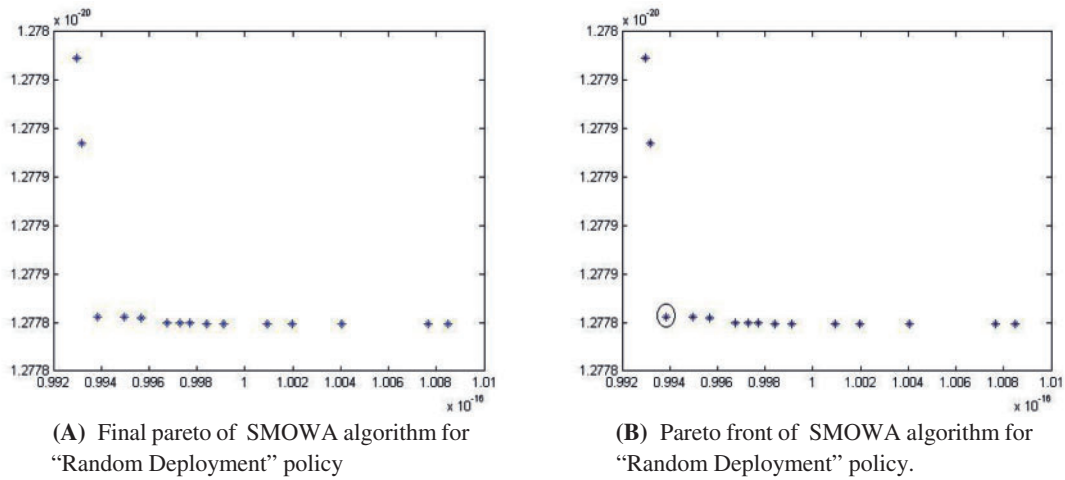 x 10-20
1.278
1.2779
1.2779
1.2779
1.2779
1.2779
1.2778
1.2778
0.992 0.994 0.996 0.998 1 1.002 1.004 1.006 1.008 1.01
x 10-16
(A) Final pareto of SMOWA algorithm for
“Random Deployment” policy
x 10-20
1.278
1.2779
1.2779
1.2779
1.2779
1.2779
1.2778
1.2778
0.992 0.994 0.996 0.998 1 1.002 1.004 1.006 1.008 1.01
x 10-16
(B) Pareto front of SMOWA algorithm for
“Random Deployment” policy.